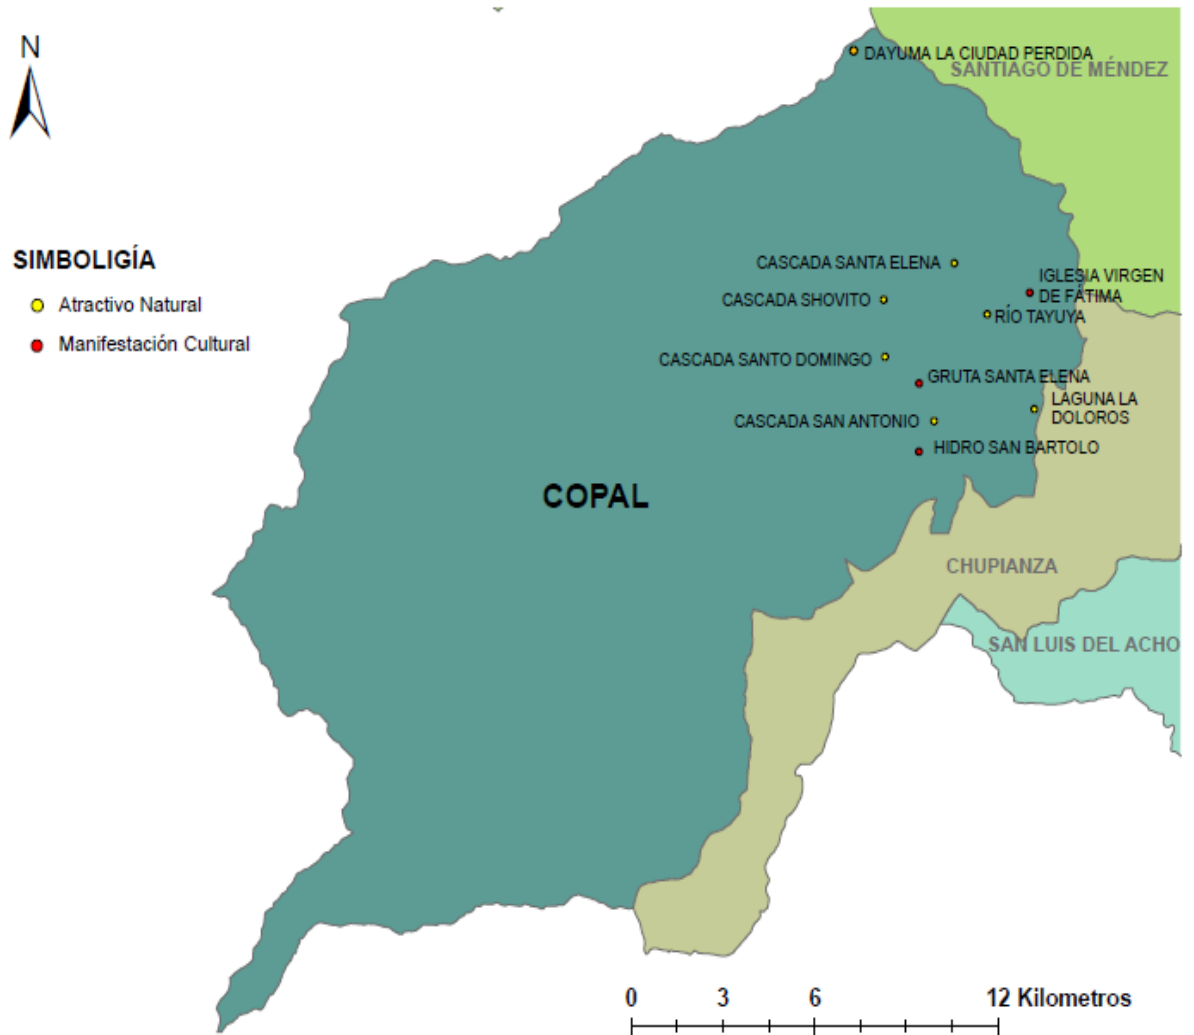 N
DAYUMA LA CIUDAD PERDIDA
SANTIAGO DE MÉNDEZ
SIMBOLIGÍA
Atractivo Natural
Manifestación Cultural
CASCADA SANTA ELENA
IGLESIA VIRGEN
DE FÁTIMA
CASCADA SHOVITO
RÍO TAYUYA
CASCADA SANTO DOMINGO
GRUTA SANTA ELENA
LAGUNA LA
DOLOROS
CASCADA SAN ANTONIO
HIDRO SAN BARTOLO
COPAL
CHUPIANZA
SAN LUIS DEL ACHO
0 3 6 12 Kilometros